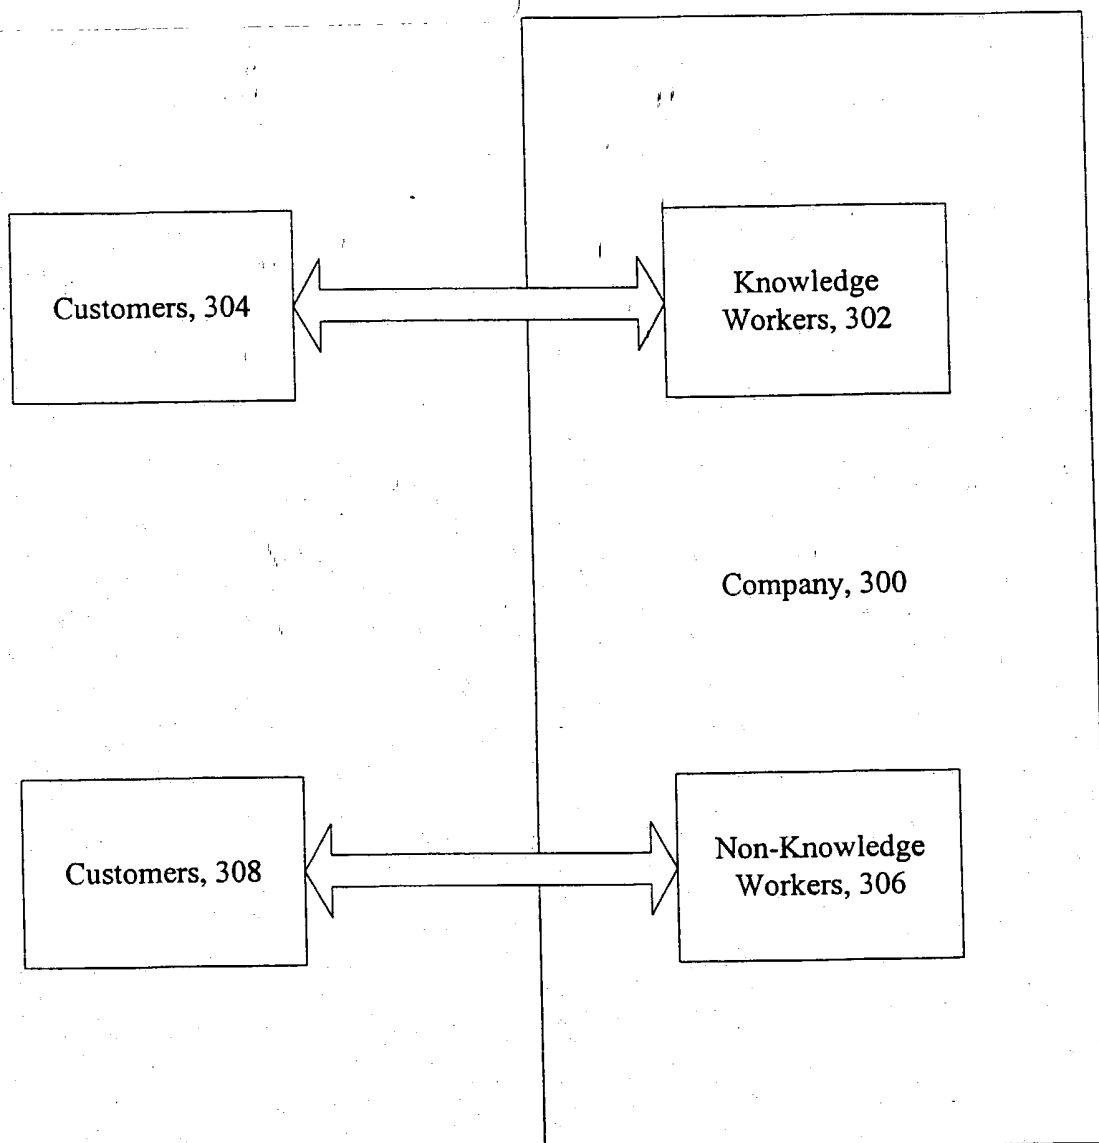 Customers, 304
Knowledge
Workers, 302
Company, 300
Customers, 308
Non-Knowledge
Workers, 306